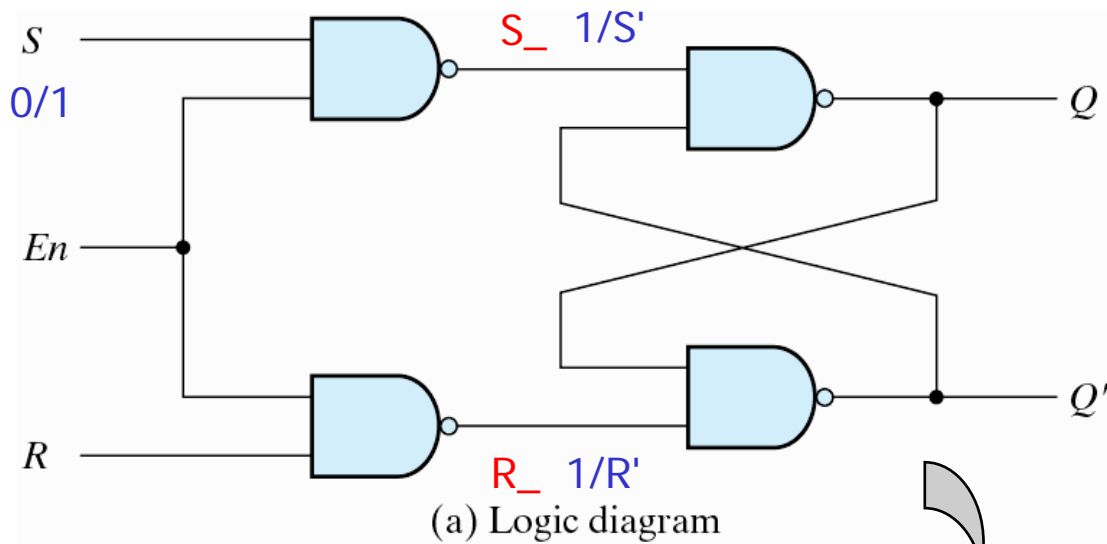 S
S_ 1/S'
0/1
Q
En
R
R_ 1/R'
Q'
(a) Logic diagram